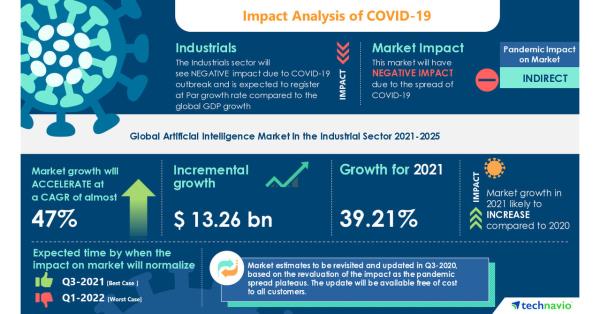 Impact Analysis of COVID-19
Industrials
The Industrials sector will
see NEGATIVE impact due to COVID-19
outbreak and is expected to register
at Par growth rate compared to the
global GDP growth
IMPACT
Market Impact
This market will have
NEGATIVE IMPACT
due to the spread of
COVID-19
Pandemic Impact
on Market
INDIRECT
Global Artificial Intelligence Market in the Industrial Sector 2021-2025
Market growth will
ACCELERATE at
a CAGR of almost
47%
Incremental
growth
$ 13.26 bn
Growth for 2021
39.21%
IMPACT
Market growth in
2021 likely to
INCREASE
compared to 2020
Expected time by when the
impact on market will normalize
Q3-2021 [Best Case ]
Q1-2022 [Worst Case]
Market estimates to be revisited and updated in Q3-2020,
based on the revaluation of the impact as the pandemic
spread plateaus. The update will be available free of cost
to all customers.
technavio